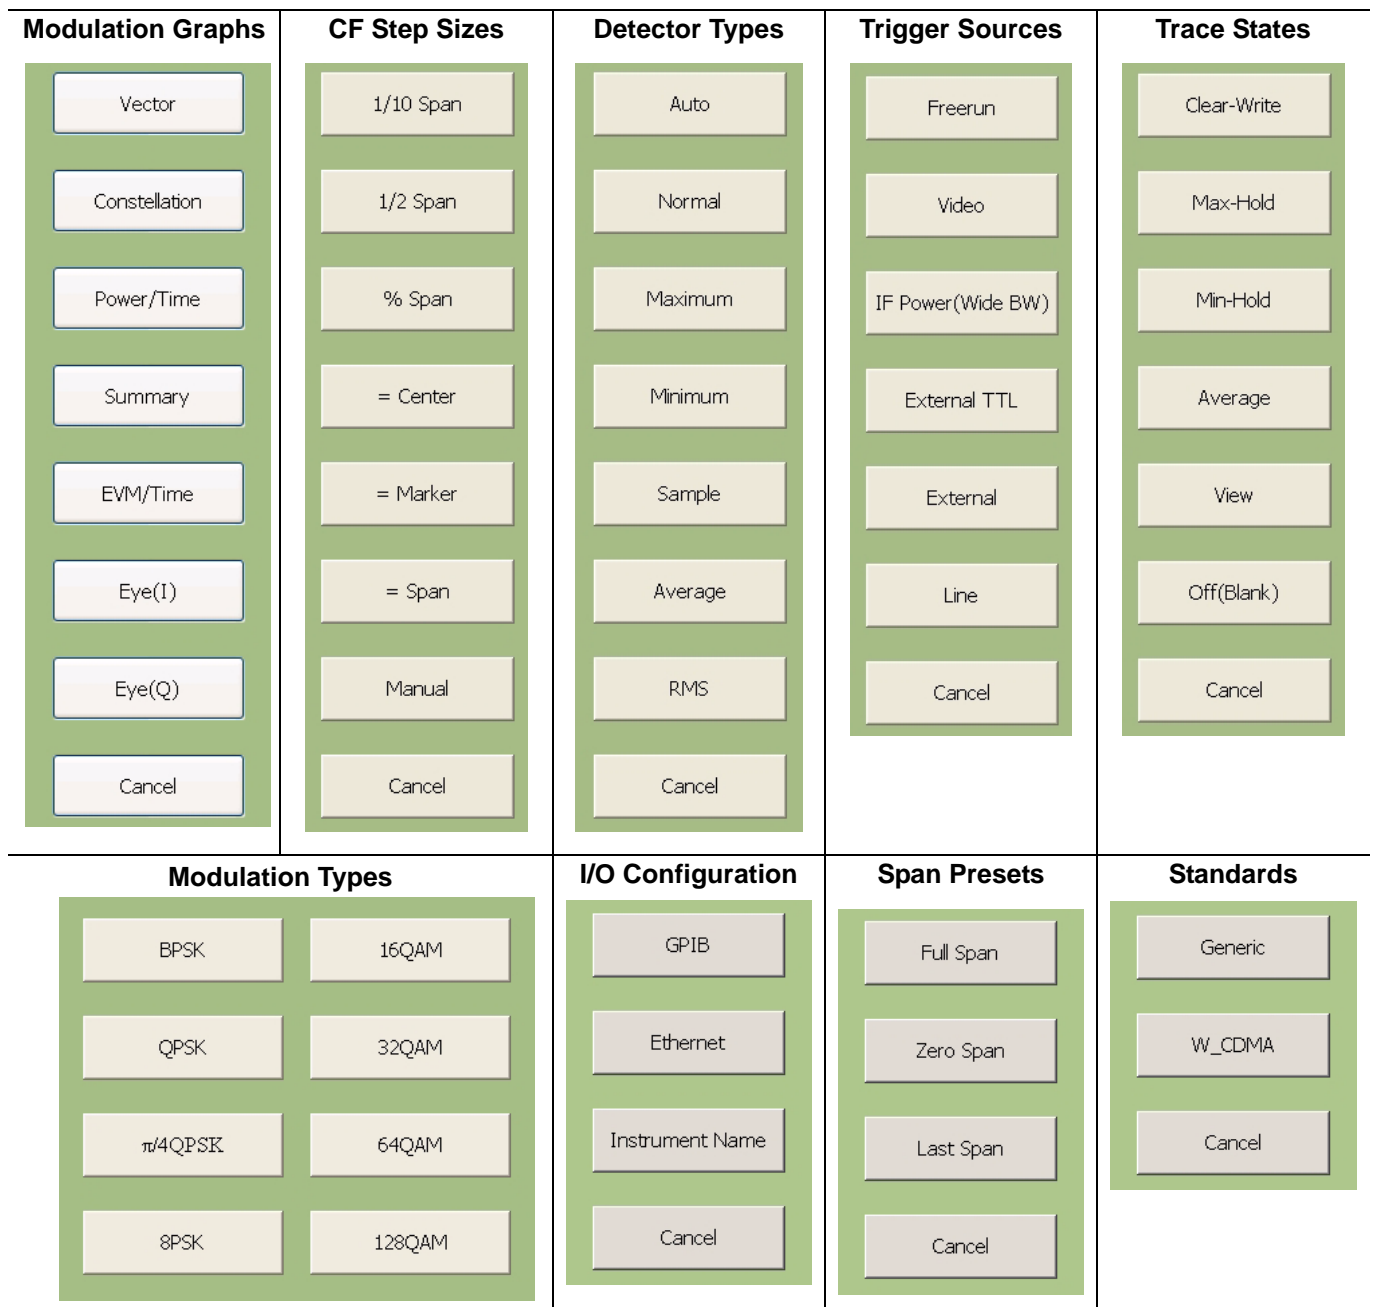 Modulation Graphs
Vector
Constellation
Power/Time
Summary
EVM/Time
Eye(I)
Eye(Q)
Cancel
CF Step Sizes
1/10 Span
1/2 Span
% Span
= Center
= Marker
= Span
Manual
Cancel
Detector Types
Auto
Normal
Maximum
Minimum
Sample
Average
RMS
Cancel
Trigger Sources
Freerun
Video
IF Power(Wide BW)
External TTL
External
Line
Cancel
Trace States
Clear-Write
Max-Hold
Min-Hold
Average
View
Off(Blank)
Cancel
Modulation Types
BPSK
QPSK
π/4QPSK
8PSK
16QAM
32QAM
64QAM
128QAM
I/O Configuration
GPIB
Ethernet
Instrument Name
Cancel
Span Presets
Full Span
Zero Span
Last Span
Cancel
Standards
Generic
W_CDMA
Cancel